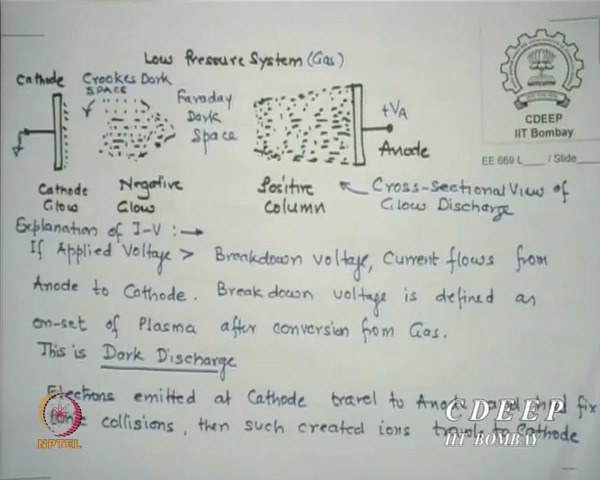 Low Pressure System (Gas)
Cathode
Crookes Dark
SPACE
Faraday
Dark
Space
+VA
Anode
CDEEP
IIT Bombay
EE 669 L____ / Slide____
Cathode
Glow
Negative
Glow
Positive
Column
Cross-Sectional View of
Glow Discharge
Explanation of I-V :→
If Applied Voltage > Breakdown voltage, Current flows from
Anode to Cathode. Breakdown voltage is defined as
on-set of Plasma after conversion from Gas.
This is Dark Discharge
Electrons emitted at Cathode travel to Anode and
collisions, then such created ions travel to Cathode
CDEEP
IIT BOMBAY
NPTEL